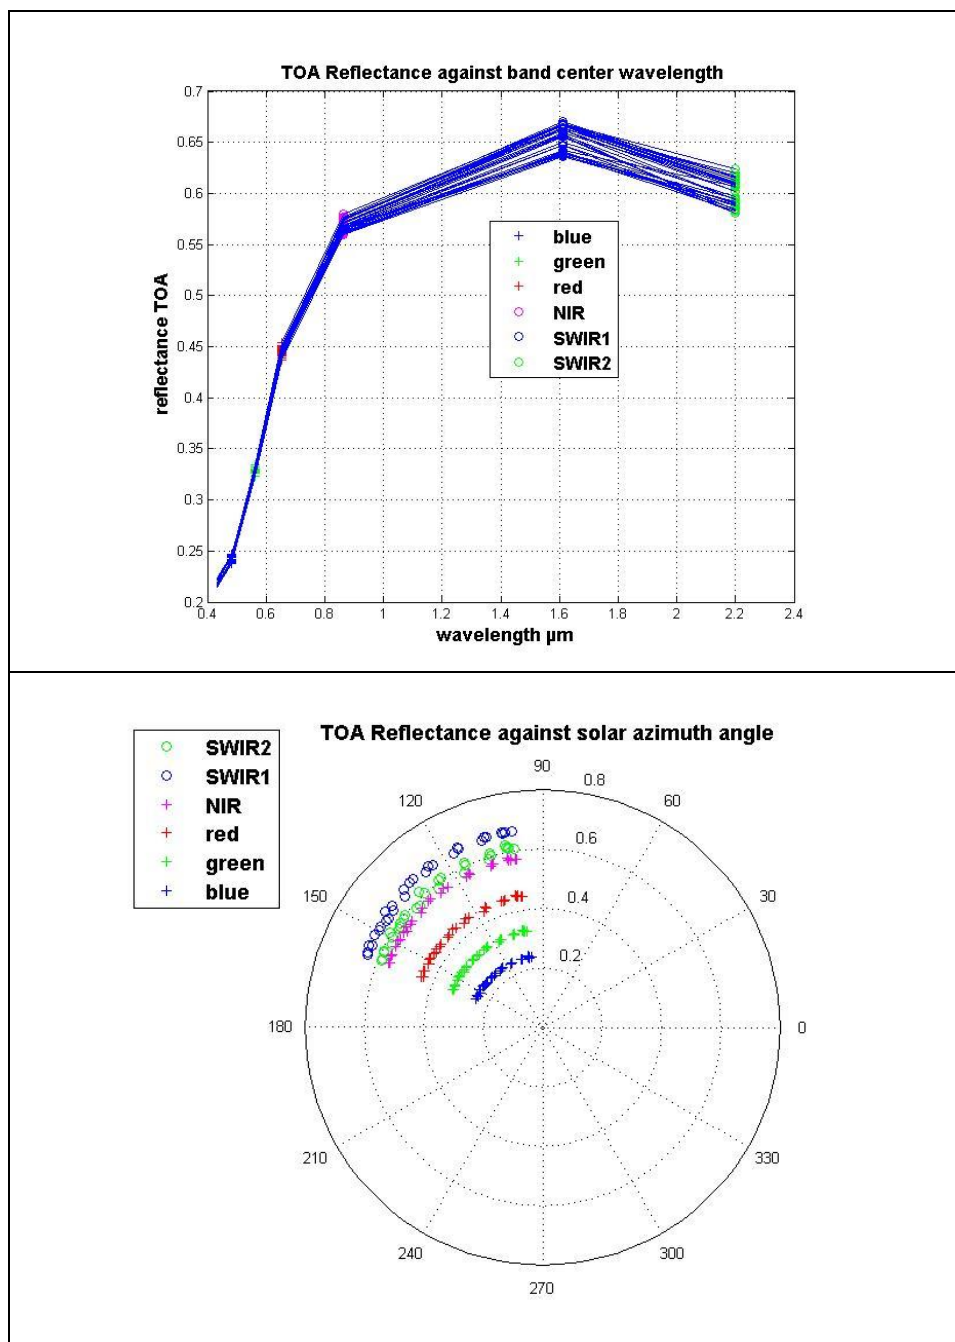 TOA Reflectance against band center wavelength
0.7
0.65
0.6
0.55
0.5
0.45
0.4
0.35
0.3
0.25
0.2
reflectance TOA
blue
green
red
NIR
SWIR1
SWIR2
0.4 0.6 0.8 1 1.2 1.4 1.6 1.8 2 2.2 2.4
wavelength µm
TOA Reflectance against solar azimuth angle
SWIR2
SWIR1
NIR
red
green
blue
90
0.8
120 60
0.6
150 0.4 30
0.2
180 0
210 330
240 300
270